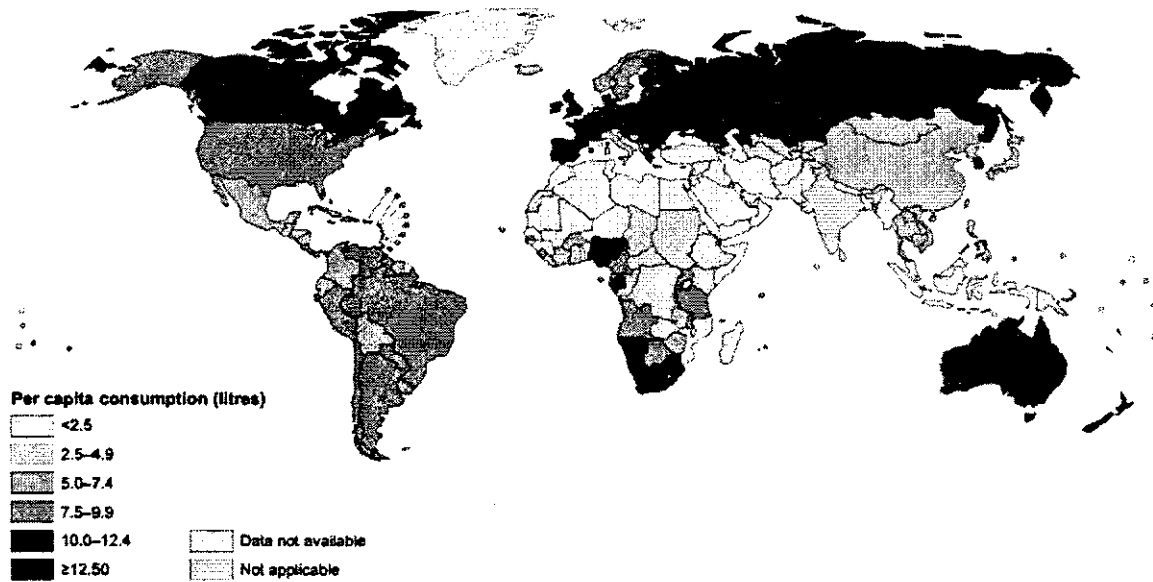 Per capita consumption (litres)
<2.5
2.5–4.9
5.0–7.4
7.5–9.9
10.0–12.4
≥12.50
Data not available
Not applicable